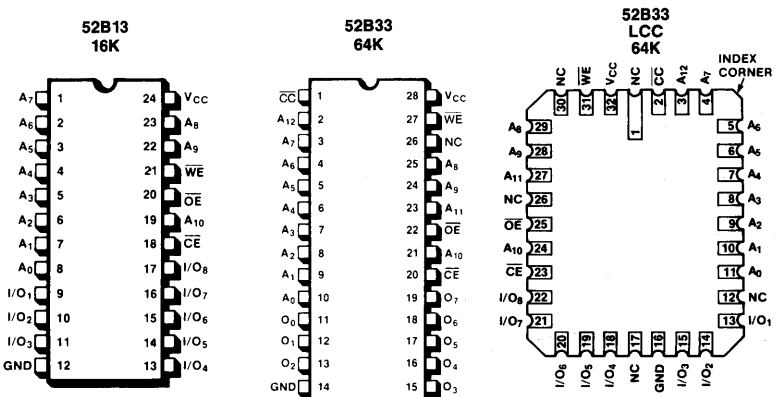 52B13
16K
A7 1 24 VCC
A6 2 23 A8
A5 3 22 A9
A4 4 21 WE
A3 5 20 OE
A2 6 19 A10
A1 7 18 CE
A0 8 17 I/O8
I/O1 9 16 I/O7
I/O2 10 15 I/O6
I/O3 11 14 I/O5
GND 12 13 I/O4
52B33
64K
CC 1 28 VCC
A12 2 27 WE
A7 3 26 NC
A6 4 25 A8
A5 5 24 A9
A4 6 23 A11
A3 7 22 OE
A2 8 21 A10
A1 9 20 CE
A0 10 19 O7
O0 11 18 O6
O1 12 17 O5
O2 13 16 O4
GND 14 15 O3
52B33
LCC
64K
INDEX
CORNER
NC WE VCC NC CC A12 A7
30 31 32 1 2 3 4
A8 29 5 A6
A9 28 6 A5
A11 27 7 A4
NC 26 8 A3
OE 25 9 A2
A10 24 10 A1
CE 23 11 A0
I/O8 22 12 NC
I/O7 21 13 I/O1
20 19 18 17 16 15 14
I/O6 I/O5 I/O4 NC GND I/O3 I/O2